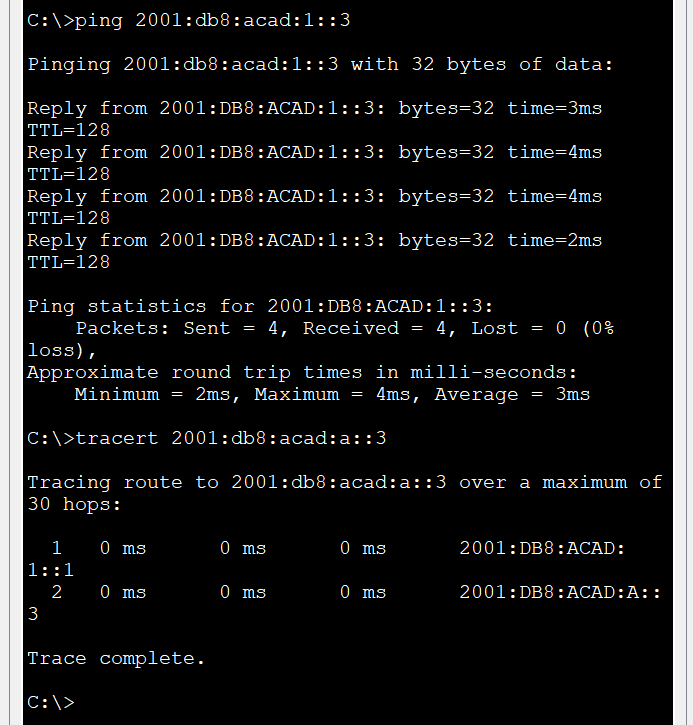 C:\>ping 2001:db8:acad:1::3
Pinging 2001:db8:acad:1::3 with 32 bytes of data:
Reply from 2001:DB8:ACAD:1::3: bytes=32 time=3ms
TTL=128
Reply from 2001:DB8:ACAD:1::3: bytes=32 time=4ms
TTL=128
Reply from 2001:DB8:ACAD:1::3: bytes=32 time=4ms
TTL=128
Reply from 2001:DB8:ACAD:1::3: bytes=32 time=2ms
TTL=128
Ping statistics for 2001:DB8:ACAD:1::3:
    Packets: Sent = 4, Received = 4, Lost = 0 (0%
loss),
Approximate round trip times in milli-seconds:
    Minimum = 2ms, Maximum = 4ms, Average = 3ms
C:\>tracert 2001:db8:acad:a::3
Tracing route to 2001:db8:acad:a::3 over a maximum of
30 hops:
  1   0 ms      0 ms      0 ms      2001:DB8:ACAD:
1::1
  2   0 ms      0 ms      0 ms      2001:DB8:ACAD:A::
3
Trace complete.
C:\>